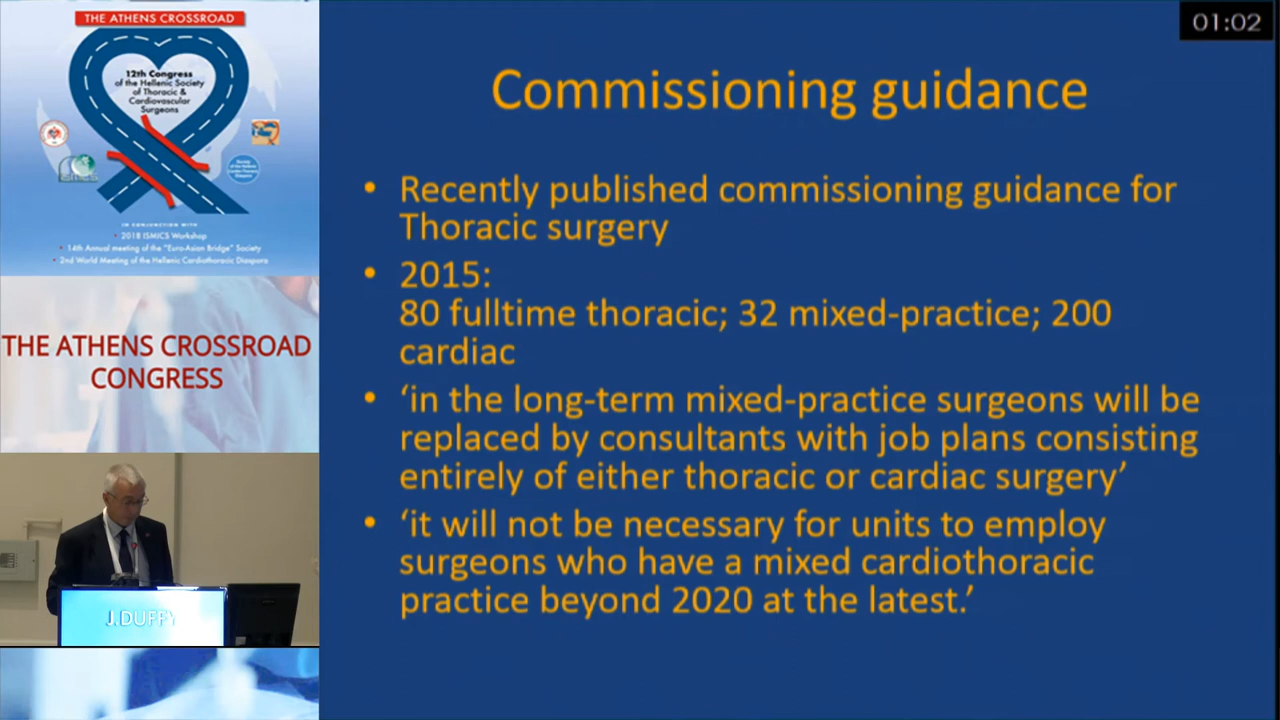 THE ATHENS CROSSROAD
12th Congress
of the Hellenic Society
of Thoracic &
Cardiovascular
Surgeons
ISMICS
IN CONJUNCTION WITH
• 2018 ISMICS Workshop
• 14th Annual meeting of the "Euro-Asian Bridge" Society
• 2nd World Meeting of the Hellenic Cardiothoracic Diaspora
THE ATHENS CROSSROAD
CONGRESS
J.DUFFY
01:02
Commissioning guidance
• Recently published commissioning guidance for
Thoracic surgery
• 2015:
80 fulltime thoracic; 32 mixed-practice; 200
cardiac
• ‘in the long-term mixed-practice surgeons will be
replaced by consultants with job plans consisting
entirely of either thoracic or cardiac surgery’
• ‘it will not be necessary for units to employ
surgeons who have a mixed cardiothoracic
practice beyond 2020 at the latest.’